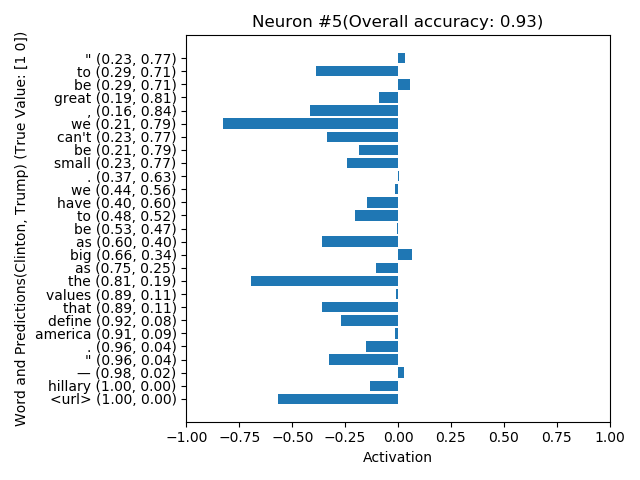 Neuron #5(Overall accuracy: 0.93)
Word and Predictions(Clinton, Trump) (True Value: [1 0])
" (0.23, 0.77)
to (0.29, 0.71)
be (0.29, 0.71)
great (0.19, 0.81)
, (0.16, 0.84)
we (0.21, 0.79)
can't (0.23, 0.77)
be (0.21, 0.79)
small (0.23, 0.77)
. (0.37, 0.63)
we (0.44, 0.56)
have (0.40, 0.60)
to (0.48, 0.52)
be (0.53, 0.47)
as (0.60, 0.40)
big (0.66, 0.34)
as (0.75, 0.25)
the (0.81, 0.19)
values (0.89, 0.11)
that (0.89, 0.11)
define (0.92, 0.08)
america (0.91, 0.09)
. (0.96, 0.04)
" (0.96, 0.04)
— (0.98, 0.02)
hillary (1.00, 0.00)
<url> (1.00, 0.00)
−1.00 −0.75 −0.50 −0.25 0.00 0.25 0.50 0.75 1.00
Activation